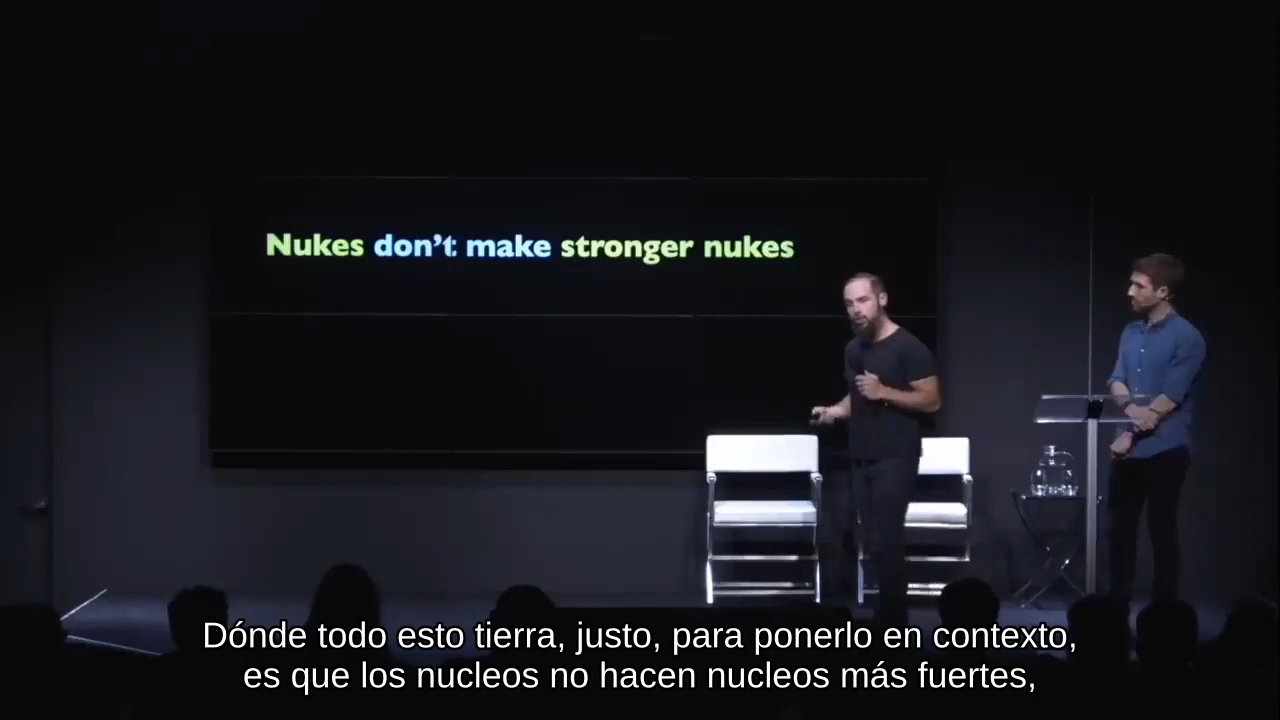 Nukes don't make stronger nukes
Dónde todo esto tierra, justo, para ponerlo en contexto,
es que los nucleos no hacen nucleos más fuertes,